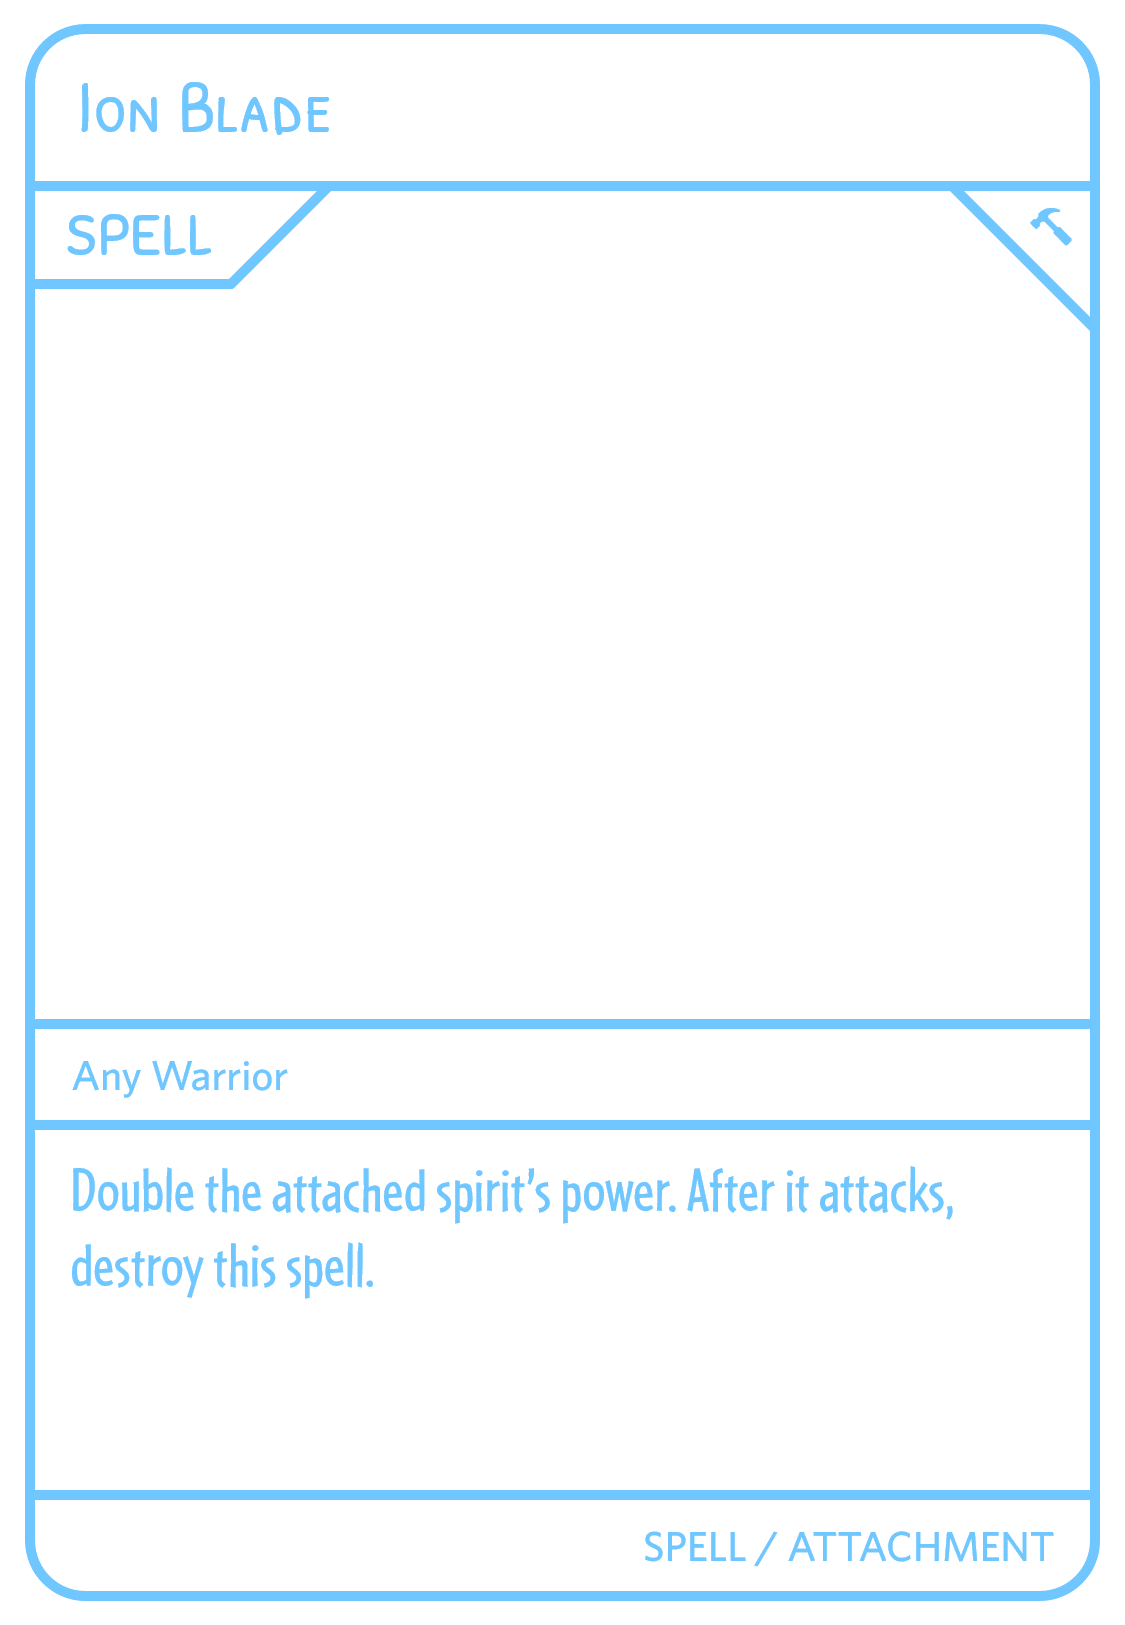 Ion Blade
SPELL
Any Warrior
Double the attached spirit’s power. After it attacks,
destroy this spell.
SPELL / ATTACHMENT